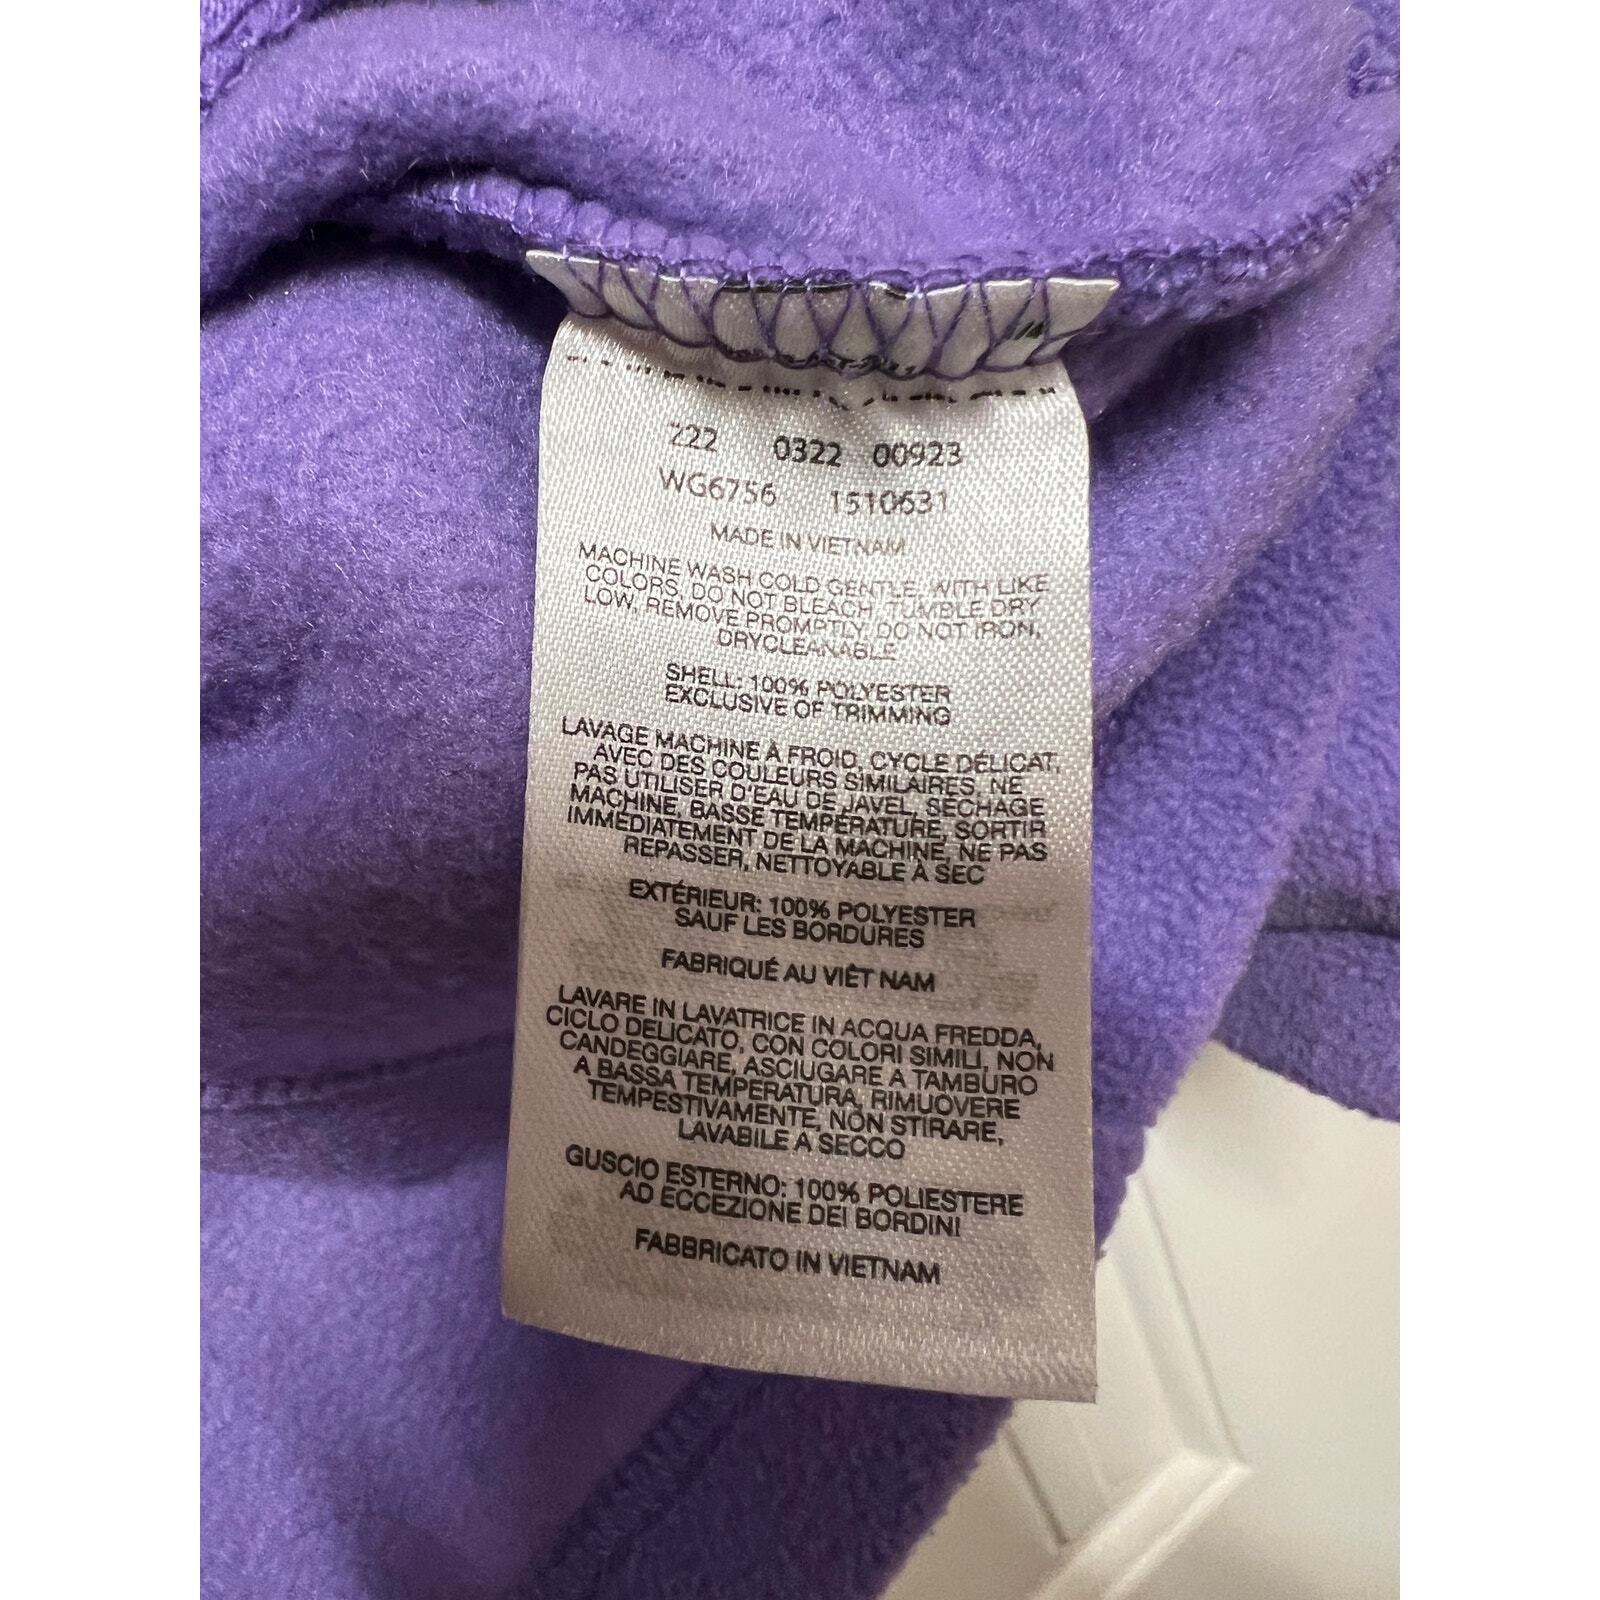 222 0322 00923
WG6756 1510631
MADE IN VIETNAM
MACHINE WASH COLD GENTLE, WITH LIKE
COLORS, DO NOT BLEACH, TUMBLE DRY
LOW, REMOVE PROMPTLY, DO NOT IRON,
DRYCLEANABLE
SHELL: 100% POLYESTER
EXCLUSIVE OF TRIMMING
LAVAGE MACHINE À FROID, CYCLE DÉLICAT,
AVEC DES COULEURS SIMILAIRES, NE
PAS UTILISER D'EAU DE JAVEL, SÉCHAGE
MACHINE, BASSE TEMPÉRATURE, SORTIR
IMMÉDIATEMENT DE LA MACHINE, NE PAS
REPASSER, NETTOYABLE À SEC
EXTÉRIEUR: 100% POLYESTER
SAUF LES BORDURES
FABRIQUÉ AU VIÊT NAM
LAVARE IN LAVATRICE IN ACQUA FREDDA,
CICLO DELICATO, CON COLORI SIMILI, NON
CANDEGGIARE, ASCIUGARE A TAMBURO
A BASSA TEMPERATURA, RIMUOVERE
TEMPESTIVAMENTE, NON STIRARE,
LAVABILE A SECCO
GUSCIO ESTERNO: 100% POLIESTERE
AD ECCEZIONE DEI BORDINI
FABBRICATO IN VIETNAM